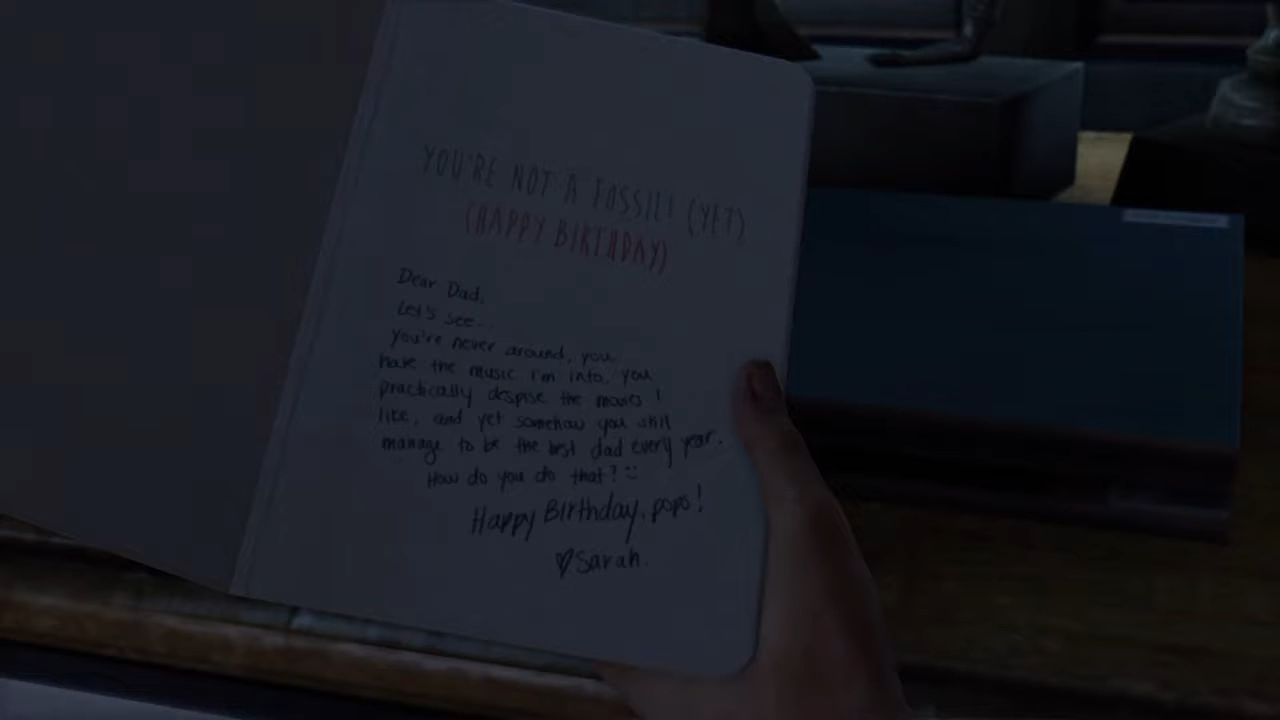 YOU'RE NOT A FOSSIL! (YET)
(HAPPY BIRTHDAY)
Dear Dad,
Let's see...
you're never around, you
hate the music i'm into, you
practically despise the movies i
like, and yet somehow you still
manage to be the best dad every year.
How do you do that? :)
Happy Birthday, pops!
♥Sarah.